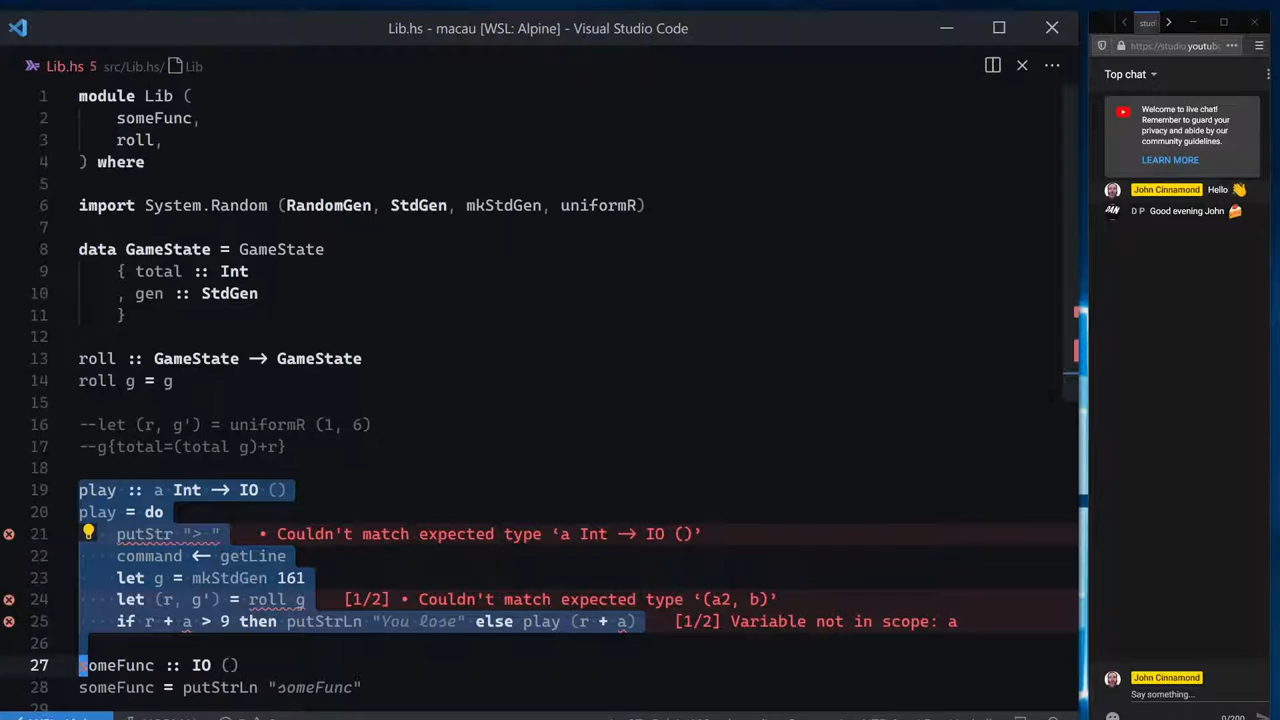 Lib.hs - macau [WSL: Alpine] - Visual Studio Code
Lib.hs 5 src/Lib.hs/ Lib
1 module Lib (
2 someFunc,
3 roll,
4 ) where
5
6 import System.Random (RandomGen, StdGen, mkStdGen, uniformR)
7
8 data GameState = GameState
9 { total :: Int
10 , gen :: StdGen
11 }
12
13 roll :: GameState -> GameState
14 roll g = g
15
16 --let (r, g') = uniformR (1, 6)
17 --g{total=(total g)+r}
18
19 play :: a Int -> IO ()
20 play = do
21 putStr "> " • Couldn't match expected type ‘a Int -> IO ()’
22 command <- getLine
23 let g = mkStdGen 161
24 let (r, g') = roll g [1/2] • Couldn't match expected type ‘(a2, b)’
25 if r + a > 9 then putStrLn "You lose" else play (r + a) [1/2] Variable not in scope: a
26
27 someFunc :: IO ()
28 someFunc = putStrLn "someFunc"
29
studi
https://studio.youtub
Top chat
Welcome to live chat!
Remember to guard your
privacy and abide by our
community guidelines.
LEARN MORE
John Cinnamond Hello 👋
D P Good evening John 🍰
John Cinnamond
Say something...
0/200